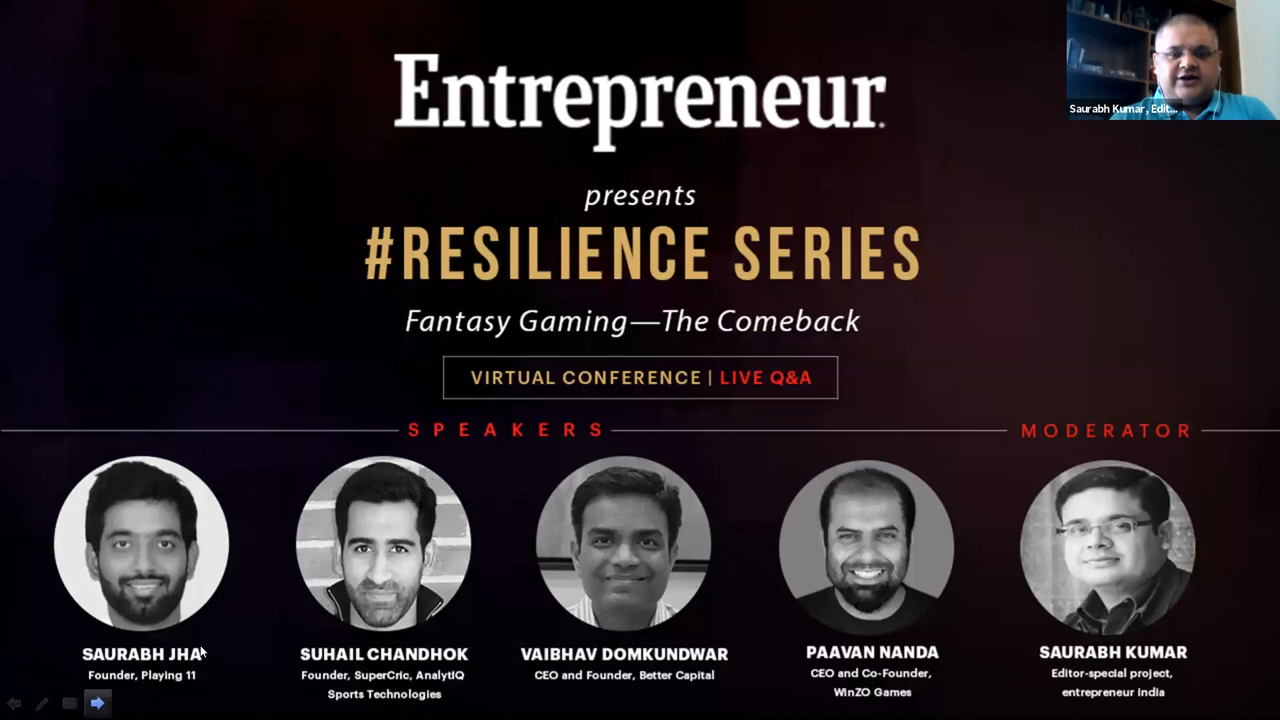 Entrepreneur.
Saurabh Kumar, Edit...
presents
#RESILIENCE SERIES
Fantasy Gaming—The Comeback
VIRTUAL CONFERENCE | LIVE Q&A
SPEAKERS
MODERATOR
SAURABH JHA
Founder, Playing 11
SUHAIL CHANDHOK
Founder, SuperCric, AnalytIQ
Sports Technologies
VAIBHAV DOMKUNDWAR
CEO and Founder, Better Capital
PAAVAN NANDA
CEO and Co-Founder,
WinZO Games
SAURABH KUMAR
Editor-special project,
entrepreneur india